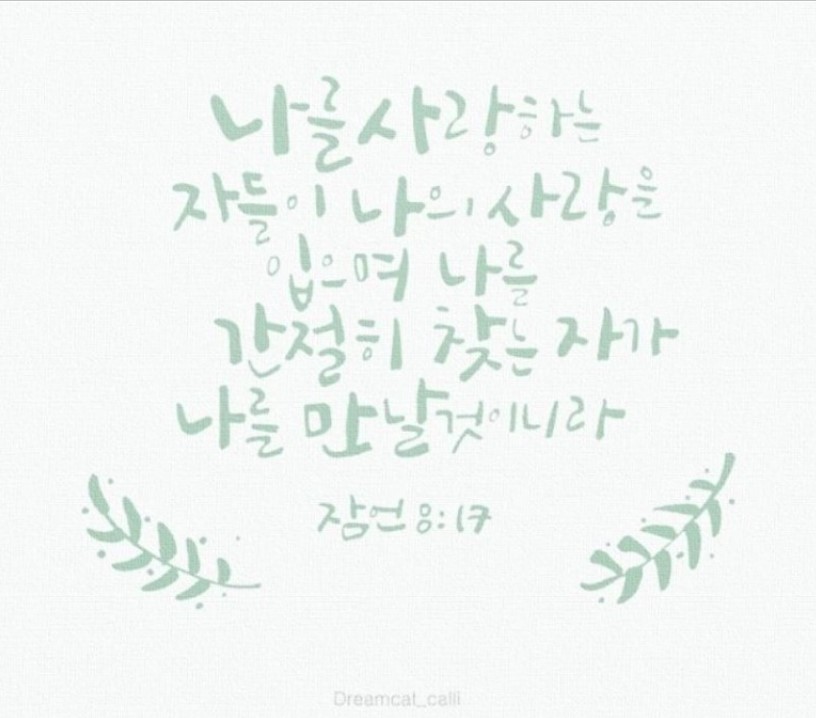 나를 사랑하는
자들이 나의 사랑을
입으며 나를
간절히 찾는 자가
나를 만날것이니라
잠언 8:17
Dreamcat_calli